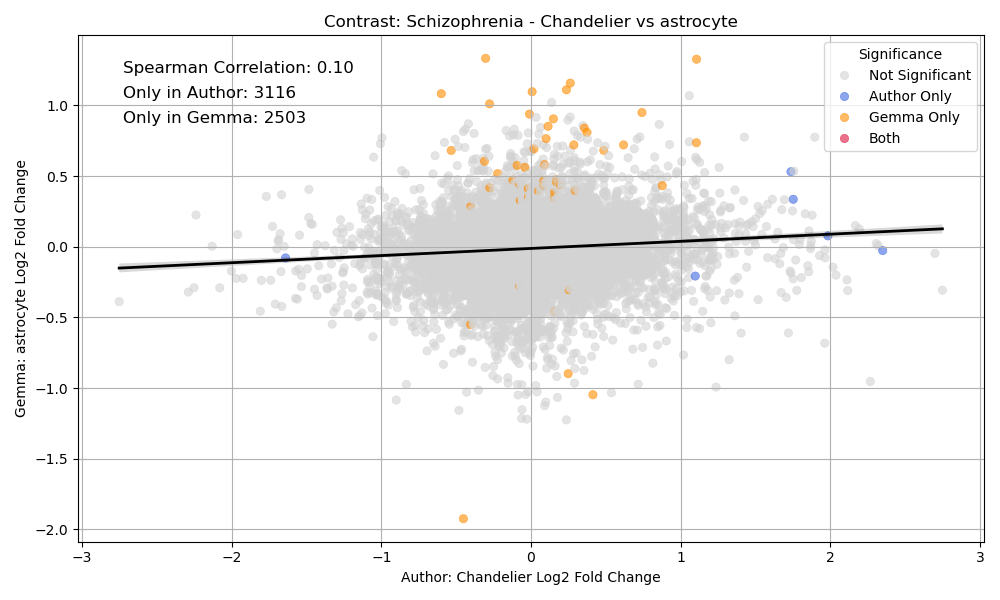 Contrast: Schizophrenia - Chandelier vs astrocyte
Spearman Correlation: 0.10
Only in Author: 3116
Only in Gemma: 2503
Significance
Not Significant
Author Only
Gemma Only
Both
Gemma: astrocyte Log2 Fold Change
1.0
0.5
0.0
−0.5
−1.0
−1.5
−2.0
−3
−2
−1
0
1
2
3
Author: Chandelier Log2 Fold Change